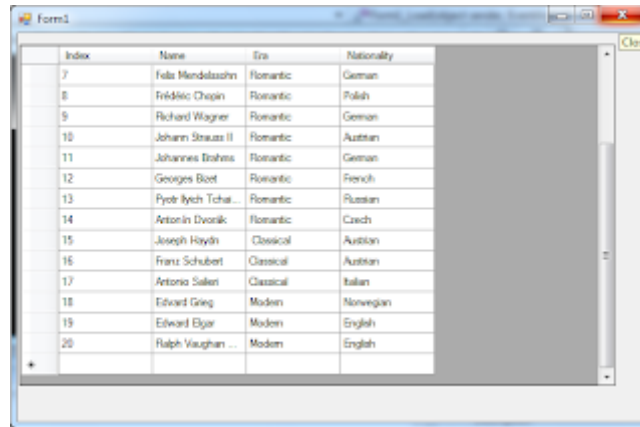 Form1
Clo
Index Name Era Nationality
7 Felix Mendelssohn Romantic German
8 Frédéric Chopin Romantic Polish
9 Richard Wagner Romantic German
10 Johann Strauss II Romantic Austrian
11 Johannes Brahms Romantic German
12 Georges Bizet Romantic French
13 Pyotr Ilyich Tchai... Romantic Russian
14 Antonín Dvorák Romantic Czech
15 Joseph Haydn Classical Austrian
16 Franz Schubert Classical Austrian
17 Antonio Salieri Classical Italian
18 Edvard Grieg Modern Norwegian
19 Edward Elgar Modern English
20 Ralph Vaughan ... Modern English